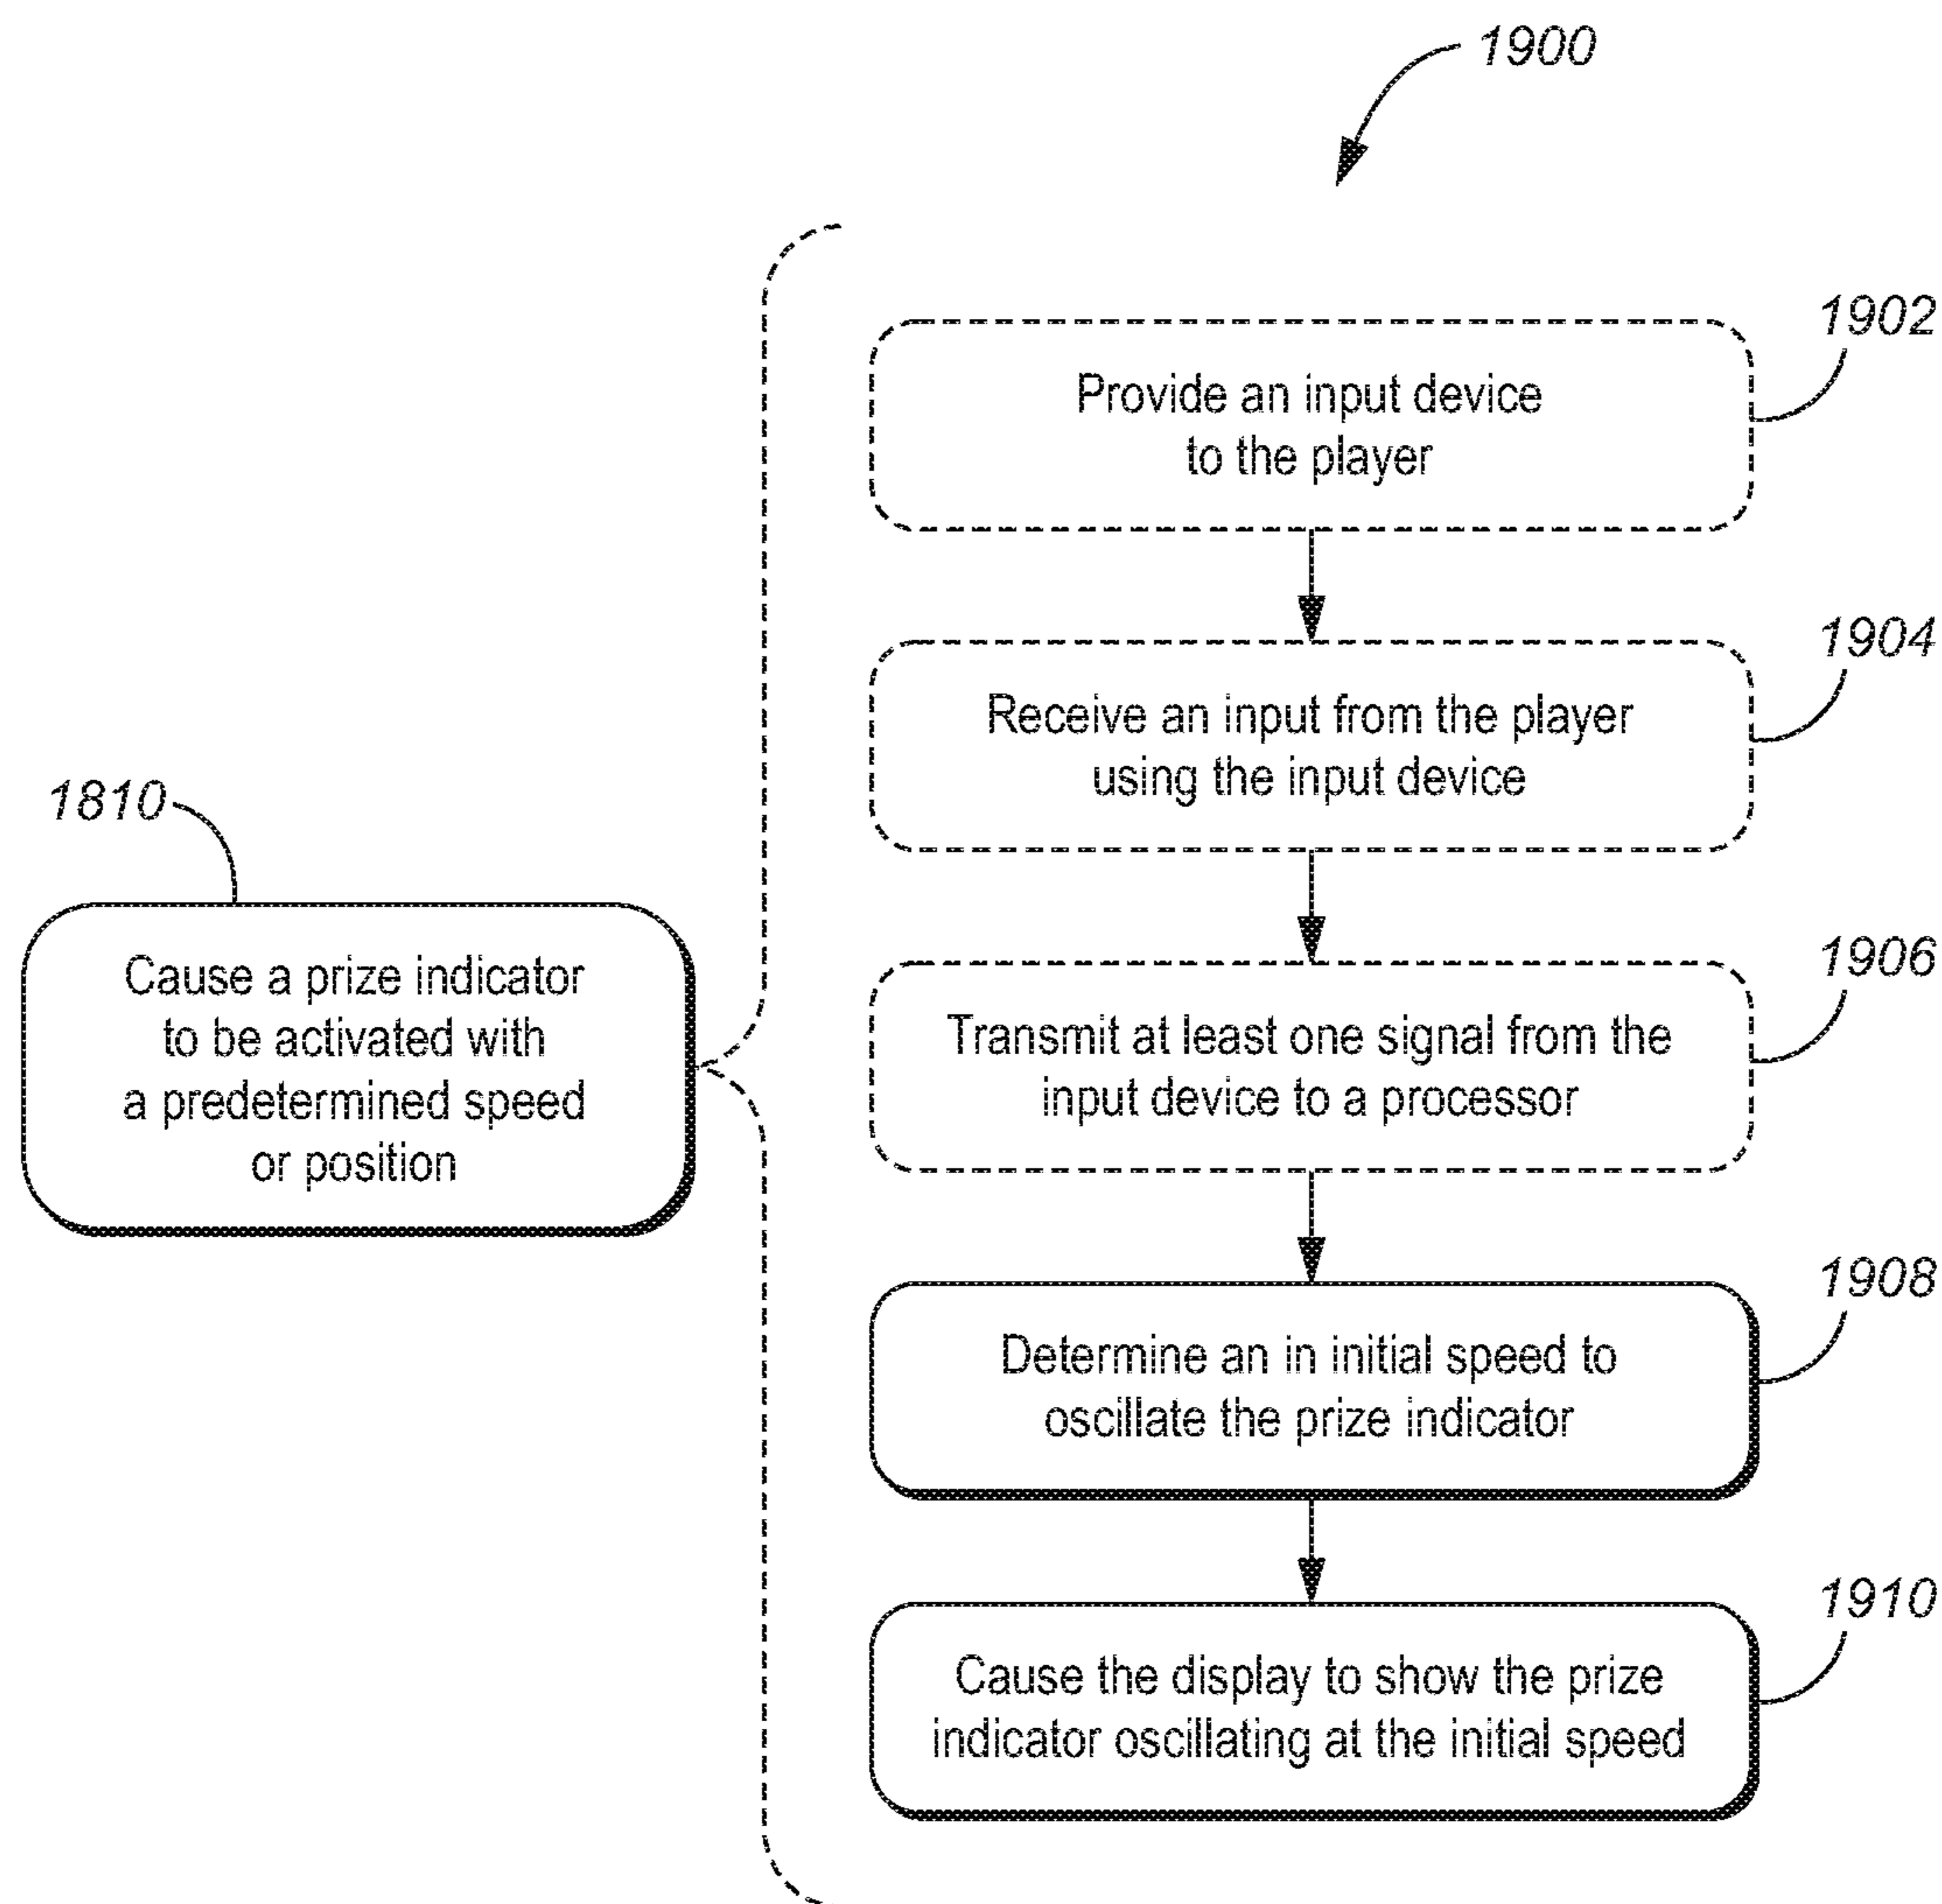 1900
1902
Provide an input device
to the player
1904
Receive an input from the player
using the input device
1810
Cause a prize indicator
to be activated with
a predetermined speed
or position
1906
Transmit at least one signal from the
input device to a processor
1908
Determine an in initial speed to
oscillate the prize indicator
1910
Cause the display to show the prize
indicator oscillating at the initial speed